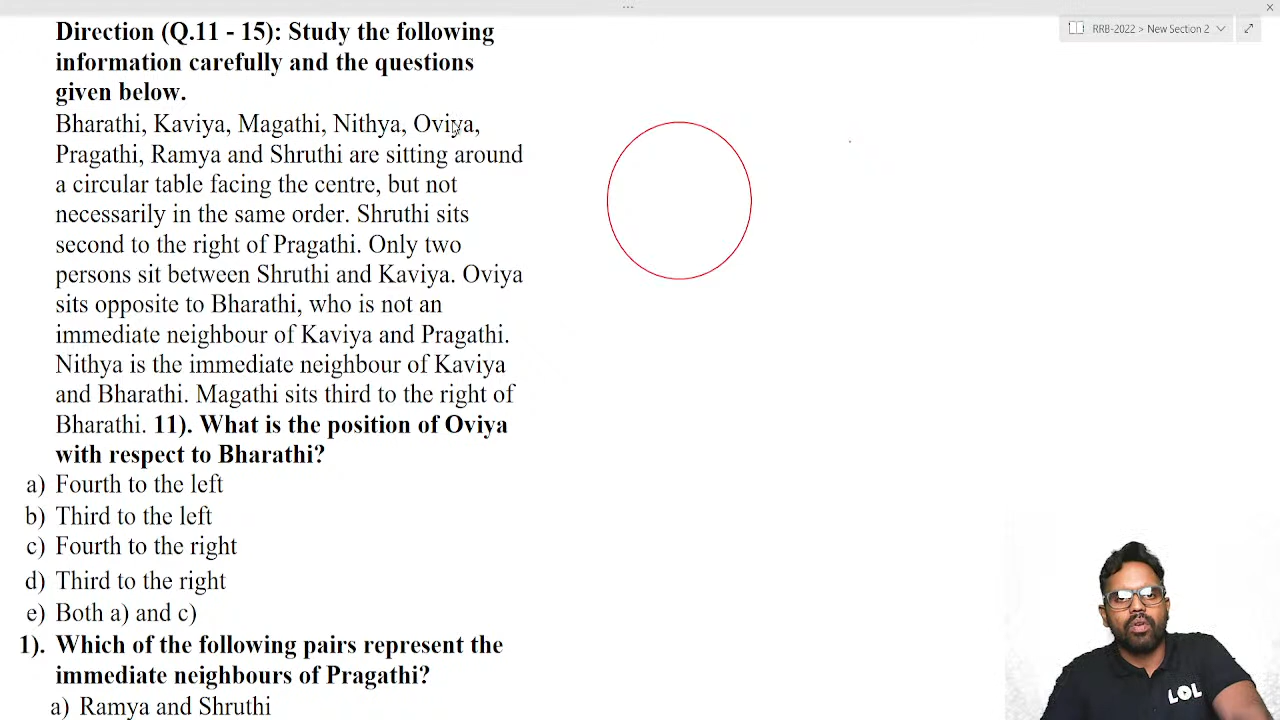 Direction (Q.11 - 15): Study the following
information carefully and the questions
given below.
Bharathi, Kaviya, Magathi, Nithya, Oviya,
Pragathi, Ramya and Shruthi are sitting around
a circular table facing the centre, but not
necessarily in the same order. Shruthi sits
second to the right of Pragathi. Only two
persons sit between Shruthi and Kaviya. Oviya
sits opposite to Bharathi, who is not an
immediate neighbour of Kaviya and Pragathi.
Nithya is the immediate neighbour of Kaviya
and Bharathi. Magathi sits third to the right of
Bharathi. 11). What is the position of Oviya
with respect to Bharathi?
a) Fourth to the left
b) Third to the left
c) Fourth to the right
d) Third to the right
e) Both a) and c)
1). Which of the following pairs represent the
immediate neighbours of Pragathi?
a) Ramya and Shruthi
RRB-2022 > New Section 2
LOL